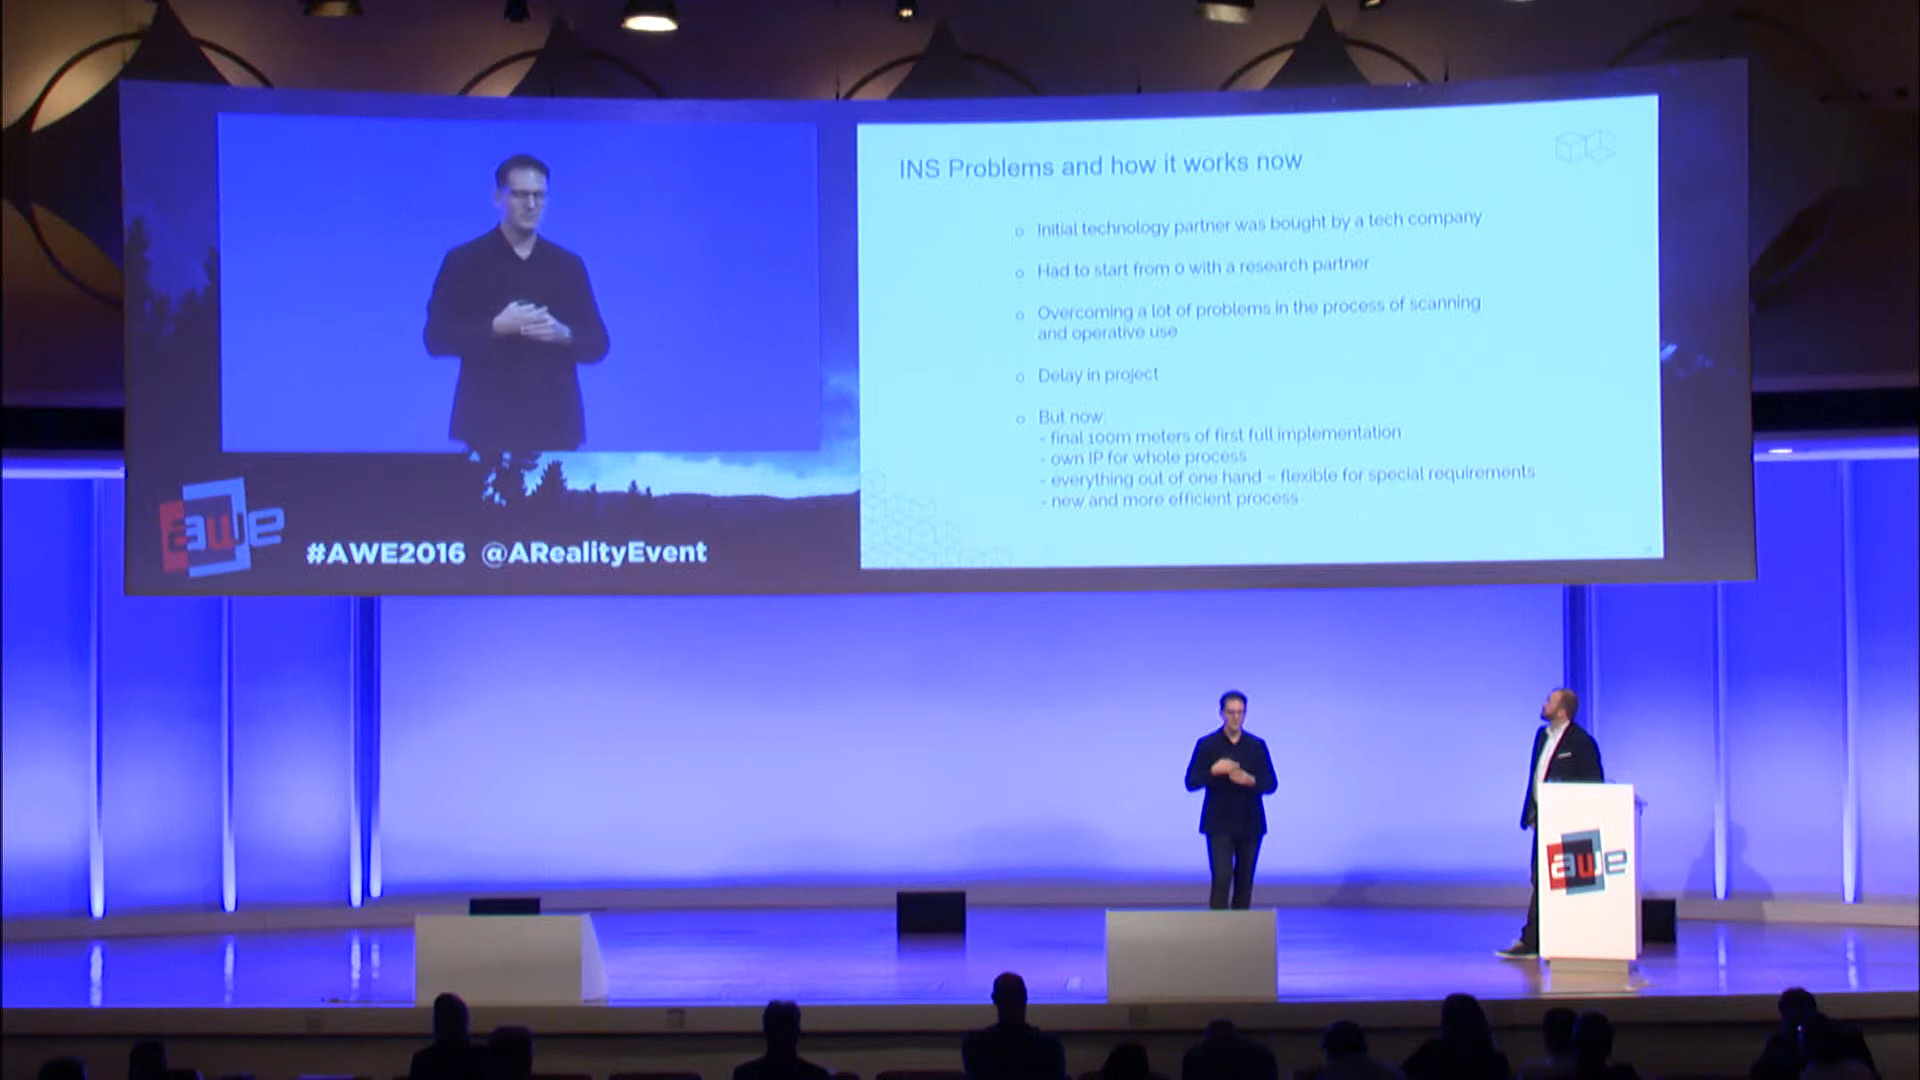 INS Problems and how it works now
o Initial technology partner was bought by a tech company
o Had to start from 0 with a research partner
o Overcoming a lot of problems in the process of scanning
and operative use
o Delay in project
o But now:
- final 100m meters of first full implementation
- own IP for whole process
- everything out of one hand – flexible for special requirements
- new and more efficient process
awe
#AWE2016 @ARealityEvent
awe